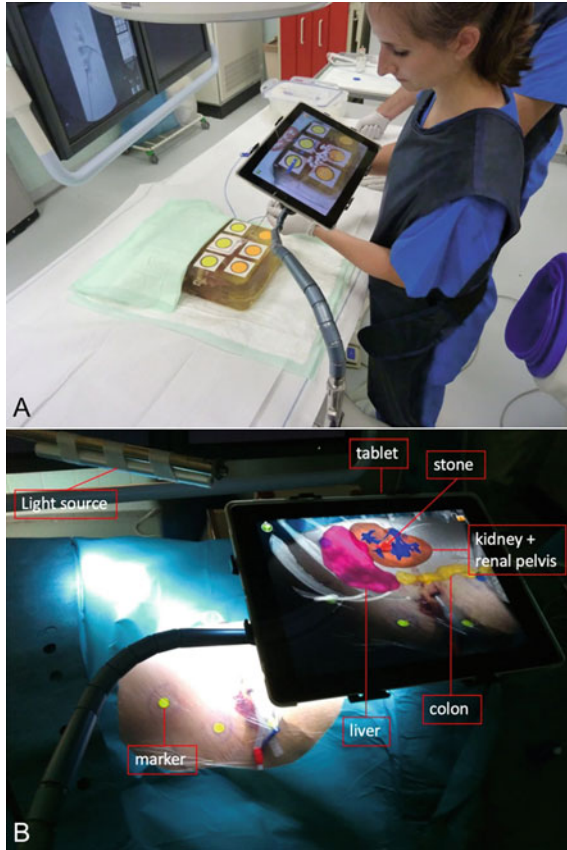 A
tablet
stone
Light source
kidney +
renal pelvis
colon
liver
marker
B